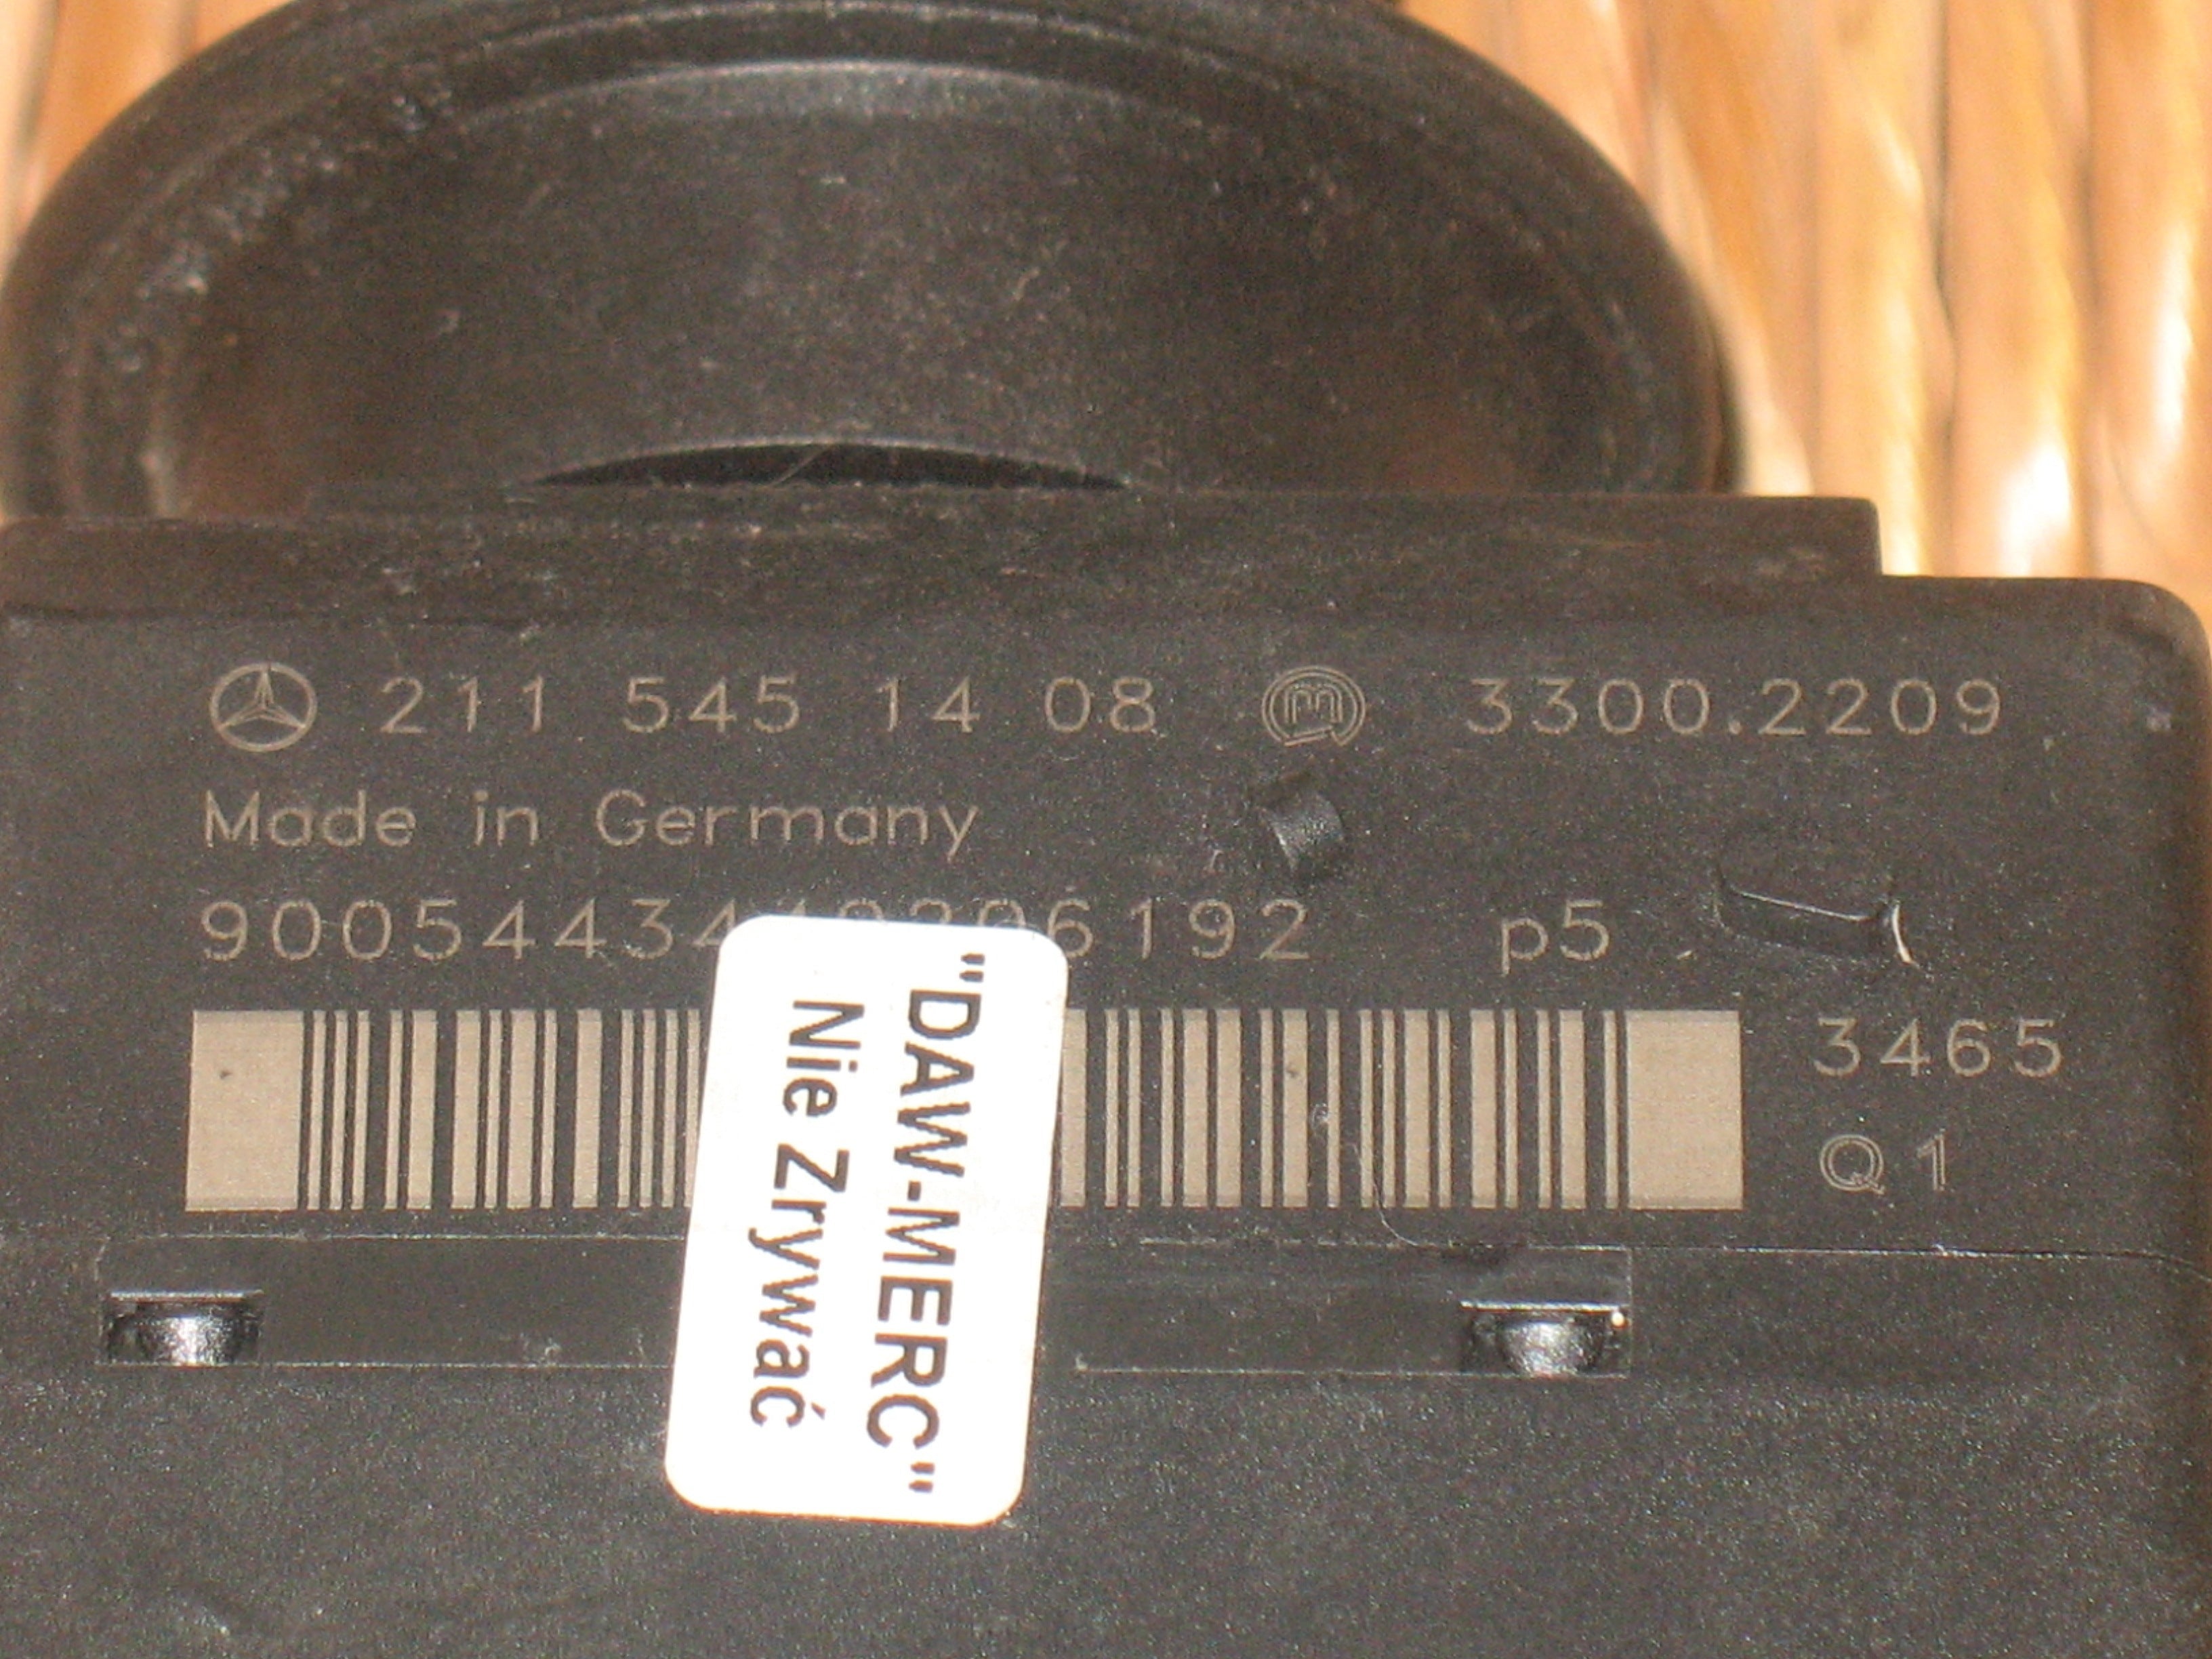 211 545 14 08 3300.2209
Made in Germany
p5
3465
Q1
"DAW-MERC"
Nie Zrywać